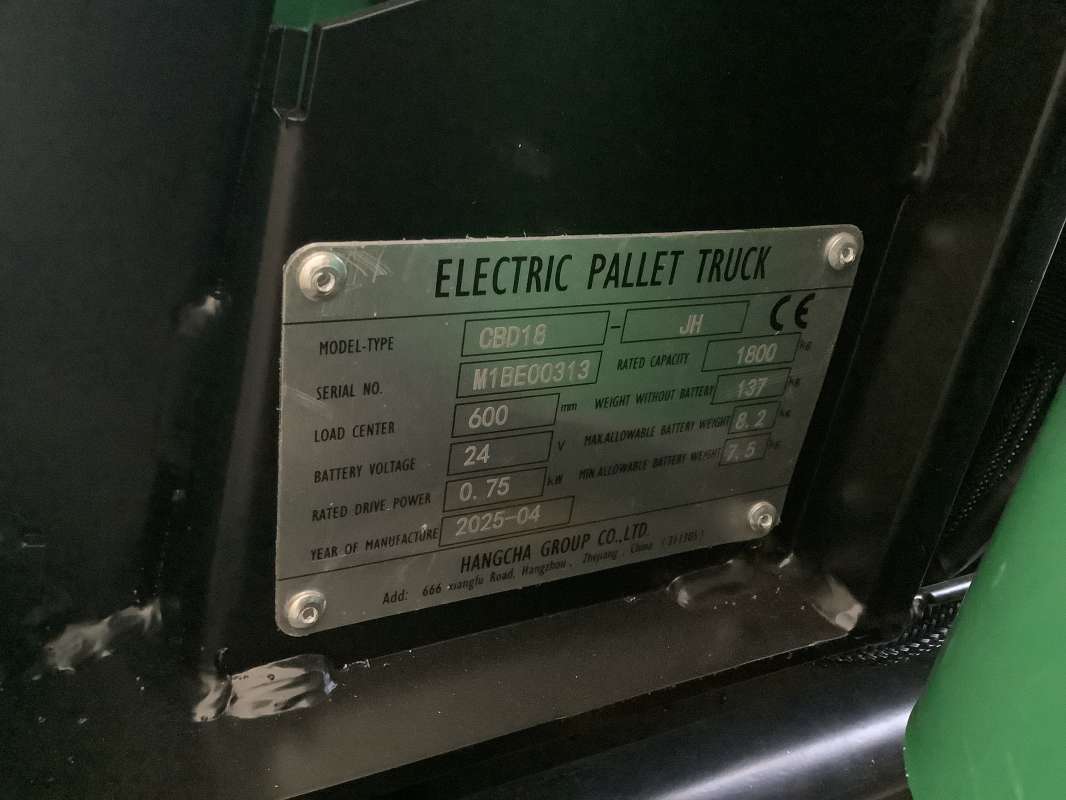 ELECTRIC PALLET TRUCK
MODEL-TYPE CBD18 - JH CE
SERIAL NO. M1BE00313 RATED CAPACITY 1800 kg
LOAD CENTER 600 mm WEIGHT WITHOUT BATTERY 137 kg
BATTERY VOLTAGE 24 V MAX.ALLOWABLE BATTERY WEIGHT 8.2 kg
RATED DRIVE POWER 0.75 kW MIN.ALLOWABLE BATTERY WEIGHT 7.5 kg
YEAR OF MANUFACTURE 2025-04
HANGCHA GROUP CO.,LTD.
Add: 666 Xiangfu Road, Hangzhou, Zhejiang, China (311305)